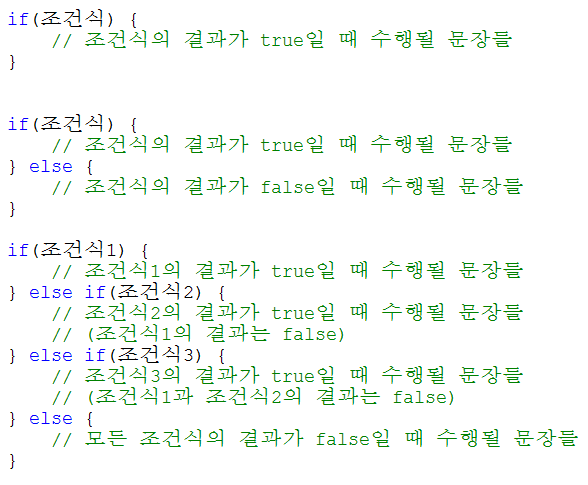 if(조건식) {
    // 조건식의 결과가 true일 때 수행될 문장들
}
if(조건식) {
    // 조건식의 결과가 true일 때 수행될 문장들
} else {
    // 조건식의 결과가 false일 때 수행될 문장들
}
if(조건식1) {
    // 조건식1의 결과가 true일 때 수행될 문장들
} else if(조건식2) {
    // 조건식2의 결과가 true일 때 수행될 문장들
    // (조건식1의 결과는 false)
} else if(조건식3) {
    // 조건식3의 결과가 true일 때 수행될 문장들
    // (조건식1과 조건식2의 결과는 false)
} else {
    // 모든 조건식의 결과가 false일 때 수행될 문장들
}